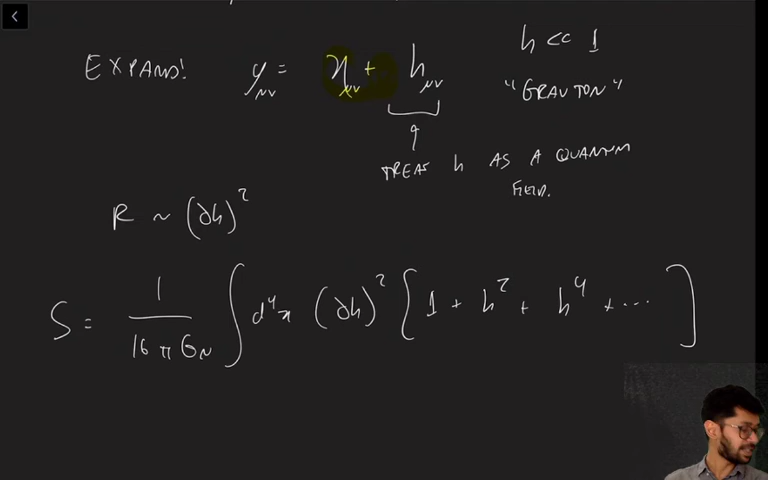 h << 1
EXPAND! g_μν = η_μν + h_μν
"GRAVITON"
TREAT h AS A QUANTUM
FIELD.
R ~ (∂h)²
S = 1/(16πG_N) ∫ d⁴x (∂h)² [1 + h² + h⁴ + ...]